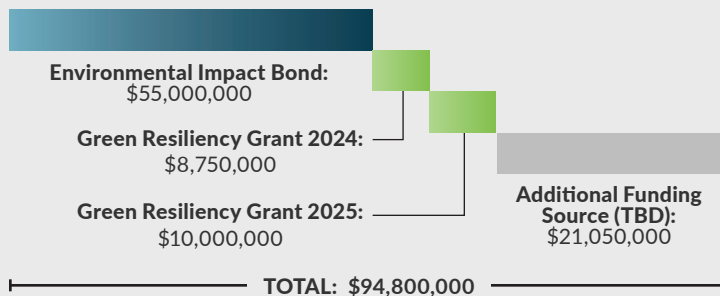 Environmental Impact Bond:
$55,000,000
Green Resiliency Grant 2024:
$8,750,000
Green Resiliency Grant 2025:
$10,000,000
Additional Funding
Source (TBD):
$21,050,000
TOTAL: $94,800,000